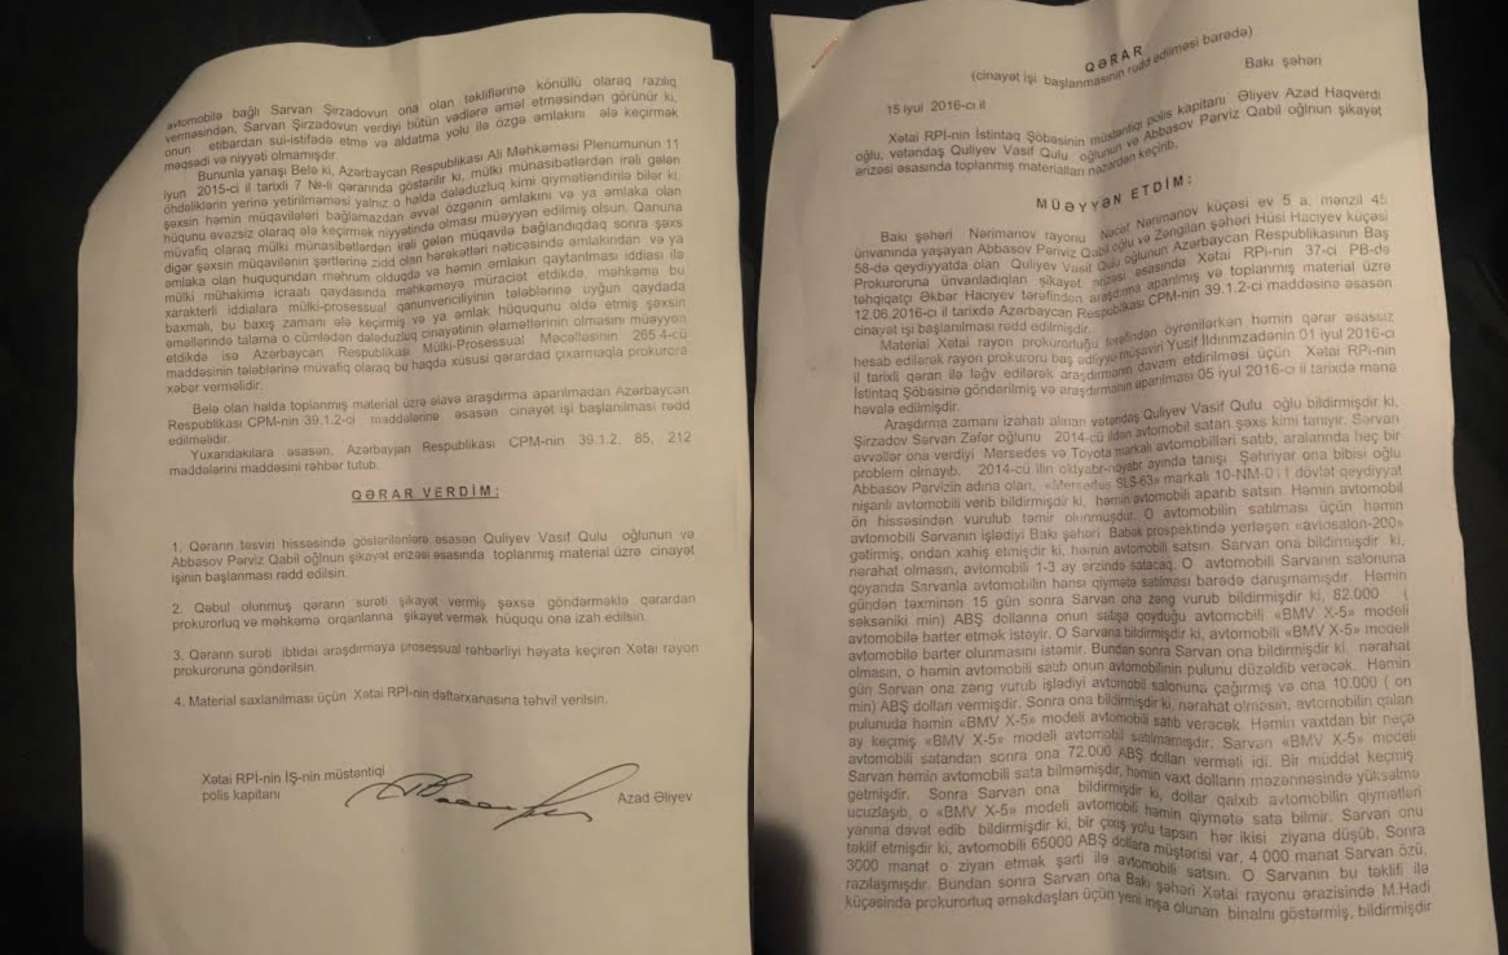 avtomobilə bağlı Sarvan Şirzadovun ona olan təkliflərinə könüllü olaraq razılıq
verməsindən, Sarvan Şirzadovun verdiyi bütün vədlərə əməl etməsindən görünür ki,
onun etibardan sui-istifadə etmə və aldatma yolu ilə özgə əmlakını ələ keçirmək
məqsədi və niyyəti olmamışdır.
Bununla yanaşı Belə ki, Azərbaycan Respublikası Ali Məhkəməsi Plenumunun 11
iyun 2015-ci il tarixli 7 №-li qərarında göstərilir ki, mülki münasibətlərdən irəli gələn
öhdəliklərin yerinə yetirilməməsi yalnız o halda dələduzluq kimi qiymətləndirilə bilər ki,
şəxsin həmin müqavilələri bağlamazdan əvvəl özgənin əmlakını və ya əmlaka olan
hüqunu əvəzsiz olaraq ələ keçirmək niyyətində olması müəyyən edilmiş olsun. Qanuna
müvafiq olaraq mülki münasibətlərdən irəli gələn müqavilə bağlandıqdaq sonra şəxs
digər şəxsin müqavilənin şərtlərinə zidd olan hərəkətləri nəticəsində əmlakından və ya
əmlaka olan huququndan məhrum olduqda və həmin əmlakın qaytarılması iddiası ilə
mülki mühakimə icraatı qaydasında məhkəməyə müraciət etdikdə, məhkəmə bu
xarakterli iddialara mülki-prosessual qanunvericiliyinin tələblərinə uyğun qaydada
baxmalı, bu baxış zamanı ələ keçirmiş və ya əmlak hüququnu əldə etmiş şəxsin
əməllərində talama o cümlədən dələduzluq cinayətinin əlamətlərinin olmasını müəyyən
etdikdə isə Azərbaycan Respublikası Mülki-Prosessual Məcəlləsinin 265.4-cü
maddəsinin tələblərinə müvafiq olaraq bu haqda xüsusi qərardad çıxarmaqla prokurora
xəbər verməlidir.
Belə olan halda toplanmış material üzrə əlavə araşdırma aparılmadan Azərbaycan
Respublikası CPM-nin 39.1.2-ci maddələrinə əsasən cinayət işi başlanılması rədd
edilməlidir.
Yuxarıdakılara əsasən, Azərbayjan Respublikası CPM-nin 39.1.2, 85, 212
maddələrini maddəsini rəhbər tutub.
QƏRAR VERDİM:
1. Qərarın təsviri hissəsində göstərilənlərə əsasən Quliyev Vasif Qulu oğlunun və
Abbasov Pərviz Qabil oğlnun şikayət ərizəsi əsasında toplanmış material üzrə cinayət
işinin başlanması rədd edilsin.
2. Qəbul olunmuş qərarın surəti şikayət vermiş şəxsə göndərməklə qərardan
prokurorluq və məhkəmə orqanlarına şikayət vermək hüququ ona izah edilsin.
3. Qərarın surəti ibtidai araşdırmaya prosessual rəhbərliyi həyata keçirən Xətai rayon
prokuroruna göndərilsin.
4. Material saxlanılması üçün Xətai RPİ-nin dəftərxanasına təhvil verilsin.
Xətai RPİ-nin İŞ-nin müstəntiqi
polis kapitanı
Azad Əliyev
QƏRAR
(cinayət işi başlanmasının rədd edilməsi barədə)
Bakı şəhəri
15 iyul 2016-cı il
Xətai RPİ-nin İstintaq Şöbəsinin müstəntiqi polis kapitanı Əliyev Azad Haqverdi
oğlu, vətəndaş Quliyev Vasif Qulu oğlunun və Abbasov Pərviz Qabil oğlnun şikayət
ərizəsi əsasında toplanmış materialları nəzərdən keçirib,
MÜƏYYƏN ETDİM:
Bakı şəhəri Nərimanov rayonu Nəcəf Nərimanov küçəsi ev 5 a, mənzil 45
ünvanında yaşayan Abbasov Pərviz Qabil oğlu və Zəngilan şəhəri Hüsi Hacıyev küçəsi
58-də qeydiyyatda olan Quliyev Vasif Qulu oğlunun Azərbaycan Respublikasının Baş
Prokuroruna ünvanladıqları şikayət ərizəsi əsasında Xətai RPİ-nin 37-ci PB-də
təhqiqatçı Əkbər Hacıyev tərəfindən araşdırma aparılmış və toplanmış material üzrə
12.06.2016-cı il tarixdə Azərbaycan Respublikası CPM-nin 39.1.2-ci maddəsinə əsasən
cinayət işi başlanılması rədd edilmişdir.
Material Xətai rayon prokurorluğu tərəfindən öyrənilərkən həmin qərar əsassız
hesab edilərək rayon prokuroru baş ədliyyə müşaviri Yusif İldırımzadənin 01 iyul 2016-cı
il tarixli qərarı ilə ləğv edilərək araşdırmanın davam etdirilməsi üçün Xətai RPİ-nin
İstintaq Şöbəsinə göndərilmiş və araşdırmanın aparılması 05 iyul 2016-cı il tarixdə mənə
həvalə edilmişdir.
Araşdırma zamanı izahatı alınan vətəndaş Quliyev Vasif Qulu oğlu bildirmişdir ki,
Şirzadov Sərvan Zəfər oğlunu 2014-cü ildən avtomobil satan şəxs kimi tanıyır. Sərvan
əvvəllər ona verdiyi Mersedes və Toyota markalı avtomobilləri satıb, aralarında heç bir
problem olmayıb. 2014-cü ilin oktyabr-noyabr ayında tanışı Şəhriyar ona bibisi oğlu
Abbasov Pərvizin adına olan, «Mersedes SLS-63» markalı 10-NM-011 dövlət qeydiyyat
nişanlı avtomobili verib bildirmişdir ki, həmin avtomobili aparıb satsın. Həmin avtomobil
ön hissəsindən vurulub təmir olunmuşdur. O avtomobilin satılması üçün həmin
avtomobili Sərvanın işlədiyi Bakı şəhəri Babək prospektində yerləşən «avtosalon-200»
gətirmiş, ondan xahiş etmişdir ki, həmin avtomobili satsın. Sərvan ona bildirmişdir ki,
nərahat olmasın, avtomobili 1-3 ay ərzində satacaq. O avtomobili Sərvanın salonuna
qoyanda Sərvanla avtomobilin hansı qiymətə satılması barədə danışmamışdır. Həmin
gündən təxminən 15 gün sonra Sərvan ona zəng vurub bildirmişdir ki, 82.000 (
səksəniki min) ABŞ dollarına onun satışa qoyduğu avtomobili «BMV X-5» modeli
avtomobilə barter etmək istəyir. O Sərvana bildirmişdir ki, avtomobili «BMV X-5» modeli
avtomobilə barter olunmasını istəmir. Bundan sonra Sərvan ona bildirmişdir ki, nərahat
olmasın, o həmin avtomobili satıb onun avtomobilinin pulunu düzəldib verəcək. Həmin
gün Sərvan ona zəng vurub işlədiyi avtomobil salonuna çağırmış və ona 10.000 ( on
min) ABŞ dolları vermişdir. Sonra ona bildirmişdir ki, nərahat olmasın, avtomobilin qalan
pulunuda həmin «BMV X-5» modeli avtomobili satıb verəcək. Həmin vaxtdan bir neçə
ay keçmiş «BMV X-5» modeli avtomobil satılmamışdır. Sərvan «BMV X-5» modeli
avtomobili satandan sonra ona 72.000 ABŞ dolları verməti idi. Bir müddət keçmiş
Sərvan həmin avtomobili sata bilməmişdir, həmin vaxt dolların məzənnəsində yüksəlmə
getmişdir. Sonra Sərvan ona bildirmişdir ki, dollar qalxıb avtomobilin qiymətləri
ucuzlaşıb, o «BMV X-5» modeli avtomobili həmin qiymətə sata bilmir. Sərvan onu
yanına dəvət edib bildirmişdir ki, bir çıxış yolu tapsın hər ikisi ziyana düşüb. Sonra
təklif etmişdir ki, avtomobili 65000 ABŞ dollara müştərisi var, 4 000 manat Sərvan özü,
3000 manat o ziyan etmək şərti ilə avtomobili satsın. O Sərvanın bu təklifi ilə
razılaşmışdır. Bundan sonra Sərvan ona Bakı şəhəri Xətai rayonu ərazisində M.Hadi
küçəsində prokurorluq əməkdaşları üçün yeni inşa olunan binalnı göstərmiş, bildirmişdir